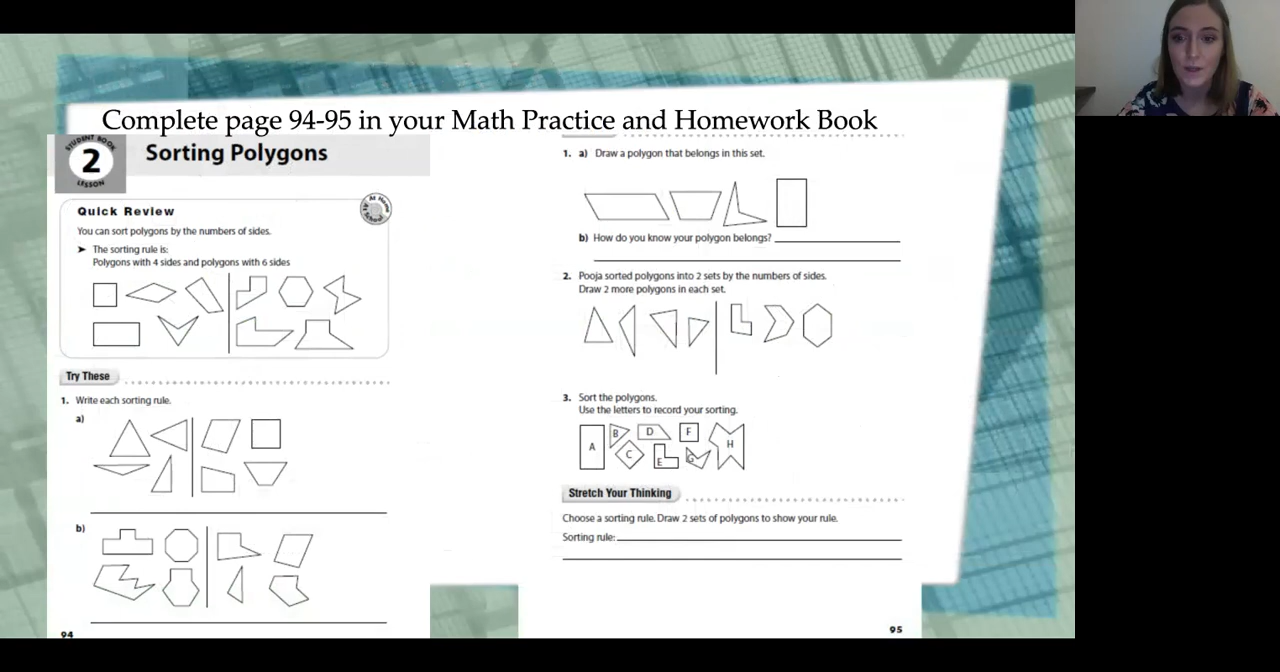 Complete page 94-95 in your Math Practice and Homework Book
STUDENT BOOK
2
LESSON
Sorting Polygons
At Home
At School
Quick Review
You can sort polygons by the numbers of sides.
➤ The sorting rule is:
Polygons with 4 sides and polygons with 6 sides
Try These
1. Write each sorting rule.
a)
b)
94
1. a) Draw a polygon that belongs in this set.
b) How do you know your polygon belongs?
2. Pooja sorted polygons into 2 sets by the numbers of sides.
Draw 2 more polygons in each set.
3. Sort the polygons.
Use the letters to record your sorting.
A B C D E F G H
Stretch Your Thinking
Choose a sorting rule. Draw 2 sets of polygons to show your rule.
Sorting rule:
95